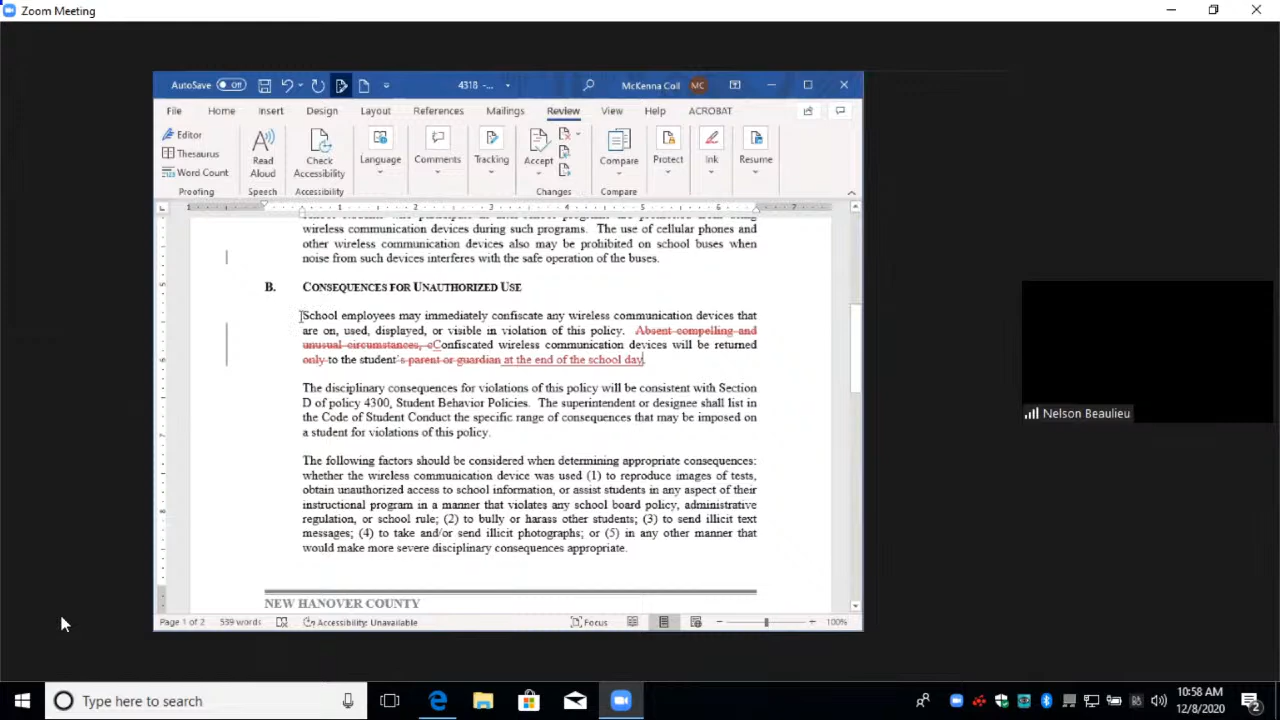 Zoom Meeting
AutoSave Off 4318 -... McKenna Coll MC
File Home Insert Design Layout References Mailings Review View Help ACROBAT
Editor
Thesaurus
Word Count
Read Aloud
Check Accessibility
Language
Comments
Tracking
Accept
Compare
Protect
Ink
Resume
Proofing Speech Accessibility Changes Compare
1 1 2 3 4 5 6 7
wireless communication devices during such programs. The use of cellular phones and
other wireless communication devices also may be prohibited on school buses when
noise from such devices interferes with the safe operation of the buses.
B. CONSEQUENCES FOR UNAUTHORIZED USE
School employees may immediately confiscate any wireless communication devices that
are on, used, displayed, or visible in violation of this policy. Absent compelling and
unusual circumstances, cConfiscated wireless communication devices will be returned
only to the student's parent or guardian at the end of the school day.
The disciplinary consequences for violations of this policy will be consistent with Section
D of policy 4300, Student Behavior Policies. The superintendent or designee shall list in
the Code of Student Conduct the specific range of consequences that may be imposed on
a student for violations of this policy.
The following factors should be considered when determining appropriate consequences:
whether the wireless communication device was used (1) to reproduce images of tests,
obtain unauthorized access to school information, or assist students in any aspect of their
instructional program in a manner that violates any school board policy, administrative
regulation, or school rule; (2) to bully or harass other students; (3) to send illicit text
messages; (4) to take and/or send illicit photographs; or (5) in any other manner that
would make more severe disciplinary consequences appropriate.
NEW HANOVER COUNTY
Page 1 of 2 539 words Accessibility: Unavailable Focus 100%
Nelson Beaulieu
Type here to search
10:58 AM
12/8/2020
2